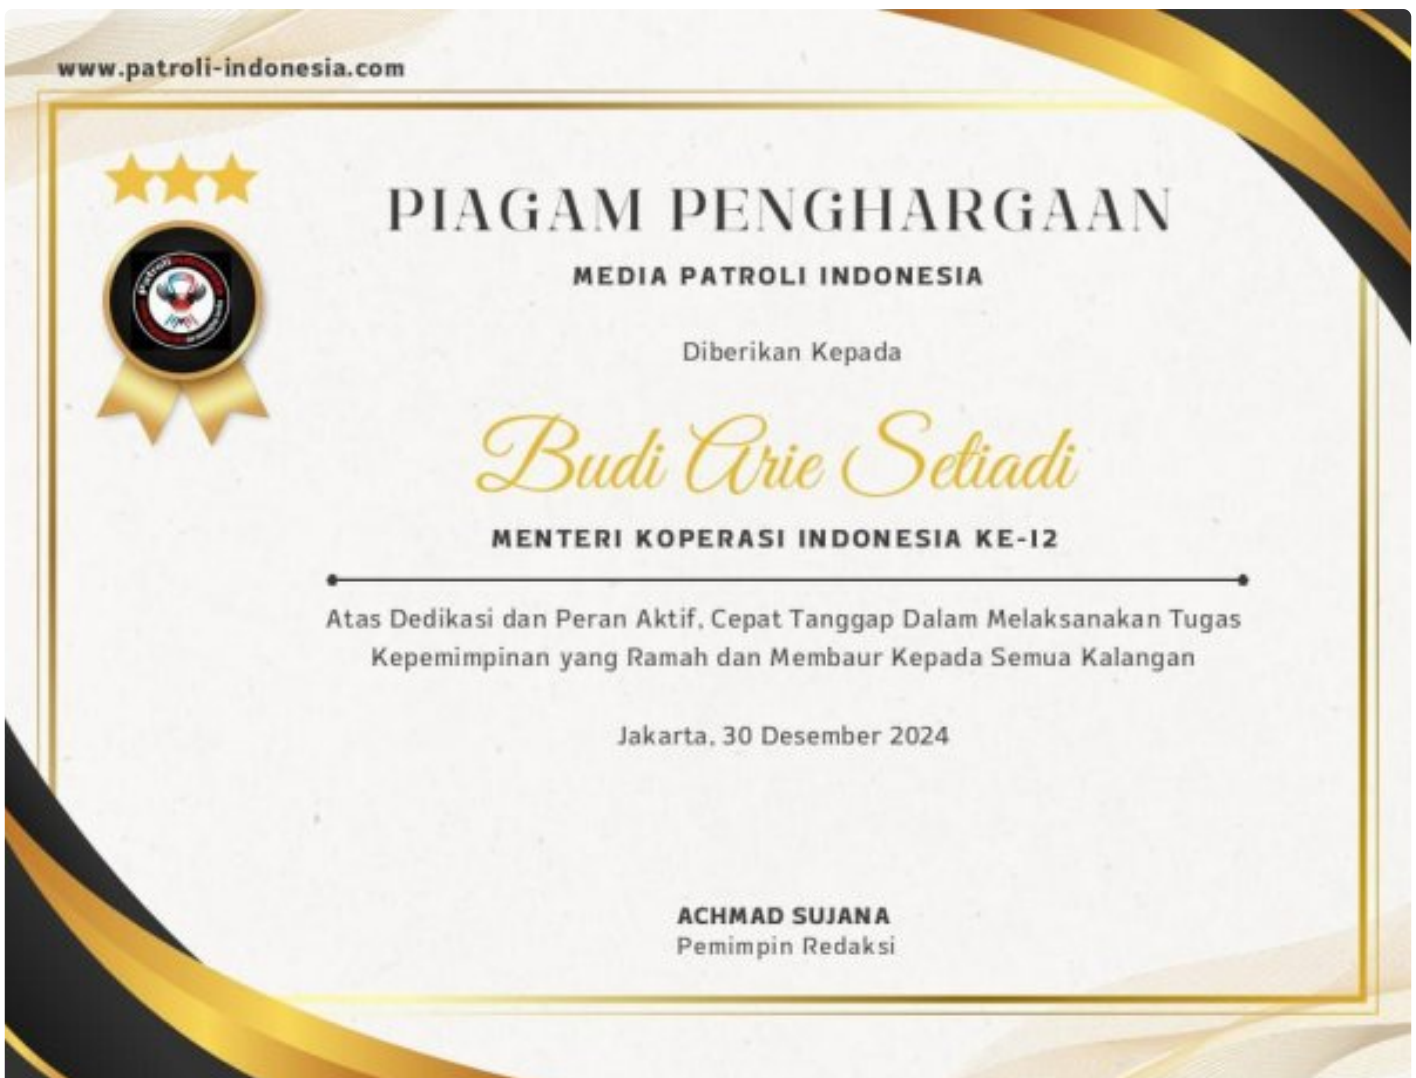 www.patroli-indonesia.com
PIAGAM PENGHARGAAN
MEDIA PATROLI INDONESIA
Diberikan Kepada
Budi Arie Setiadi
MENTERI KOPERASI INDONESIA KE-12
Atas Dedikasi dan Peran Aktif, Cepat Tanggap Dalam Melaksanakan Tugas
Kepemimpinan yang Ramah dan Membaur Kepada Semua Kalangan
Jakarta, 30 Desember 2024
ACHMAD SUJANA
Pemimpin Redaksi